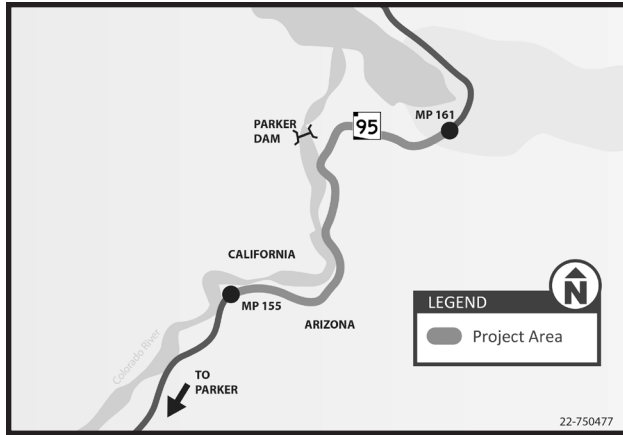 MP 161
95
PARKER
DAM
CALIFORNIA
MP 155
ARIZONA
Colorado River
TO
PARKER
N
LEGEND
Project Area
22-750477